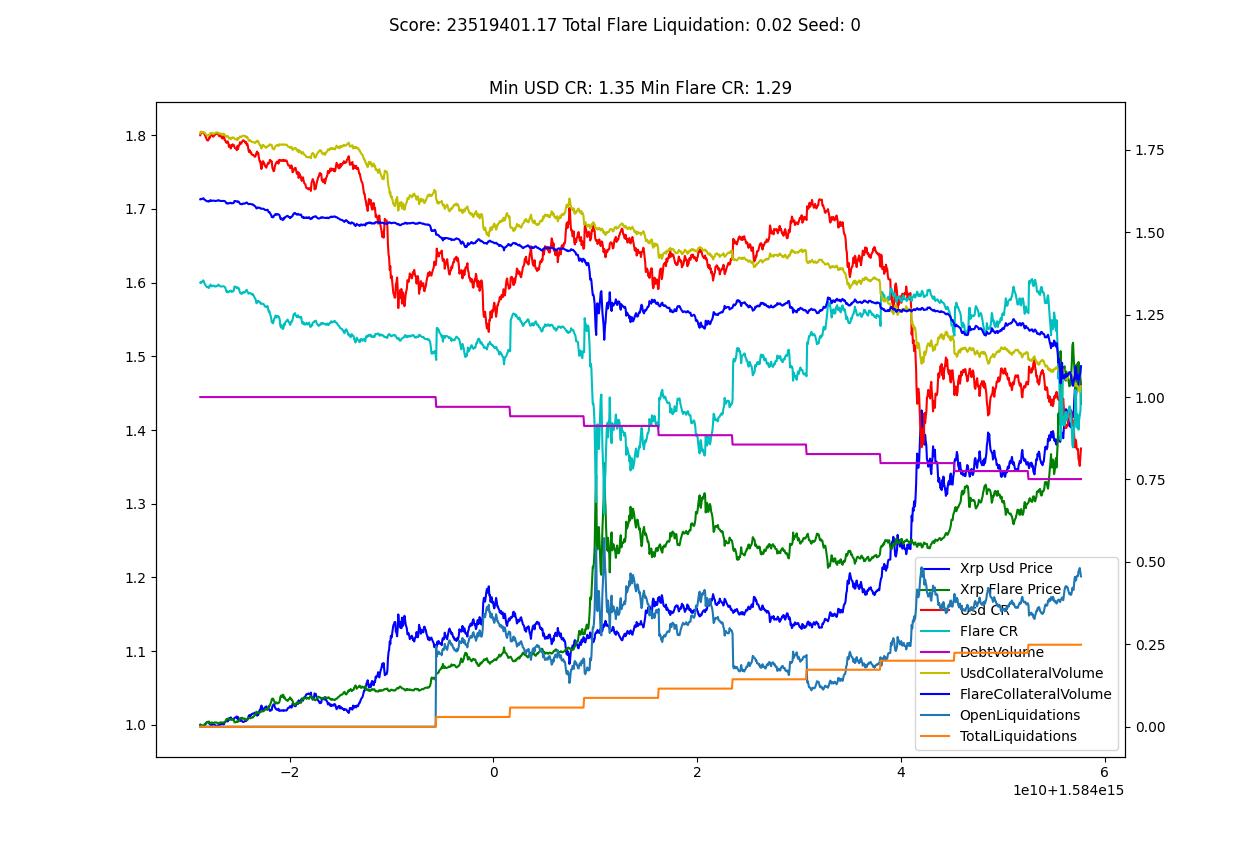 Score: 23519401.17 Total Flare Liquidation: 0.02 Seed: 0
Min USD CR: 1.35 Min Flare CR: 1.29
1.8
1.7
1.6
1.5
1.4
1.3
1.2
1.1
1.0
1.75
1.50
1.25
1.00
0.75
0.50
0.25
0.00
Xrp Usd Price
Xrp Flare Price
Usd CR
Flare CR
DebtVolume
UsdCollateralVolume
FlareCollateralVolume
OpenLiquidations
TotalLiquidations
−2
0
2
4
6
1e10+1.584e15